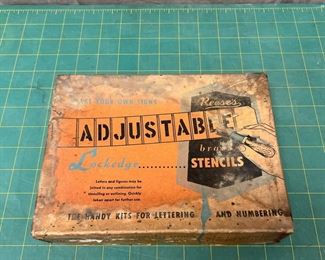 YOUR OWN SIGNS
Reese's
ADJUSTABLE
brass
Lockedge............ STENCILS
Letters and figures may be
joined in any combination for
stenciling or outlining. Quickly
taken apart for further use.
THE HANDY KITS FOR LETTERING AND NUMBERING